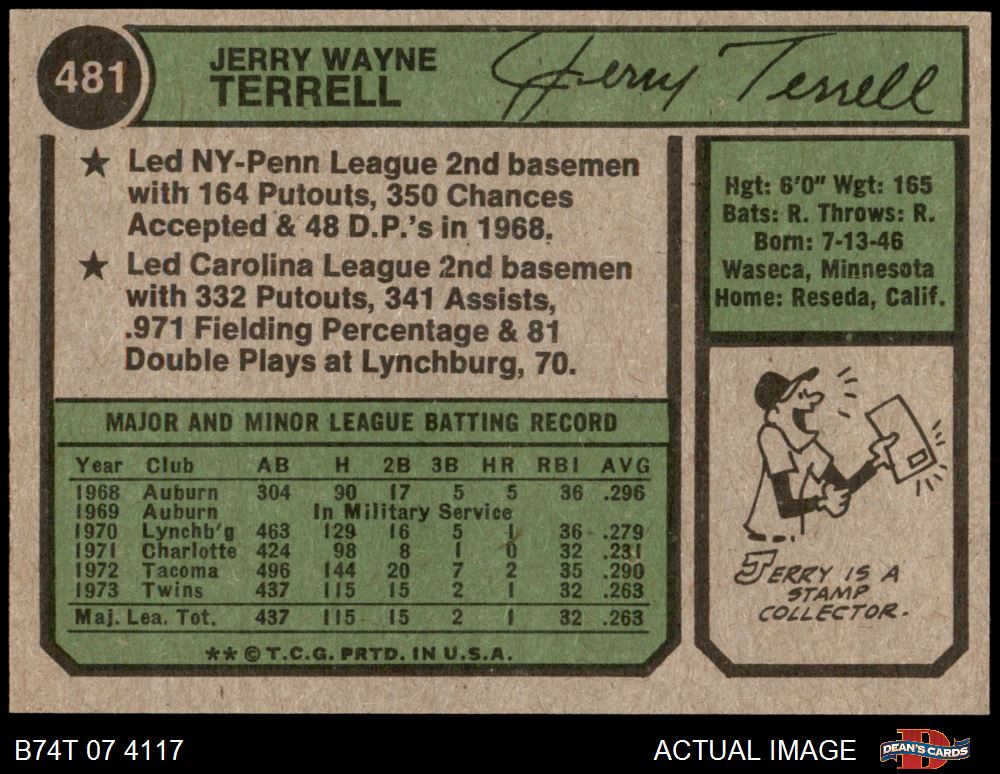 481
JERRY WAYNE
TERRELL
Jerry Terrell
★ Led NY-Penn League 2nd basemen
with 164 Putouts, 350 Chances
Accepted & 48 D.P.'s in 1968.
★ Led Carolina League 2nd basemen
with 332 Putouts, 341 Assists,
.971 Fielding Percentage & 81
Double Plays at Lynchburg, 70.
Hgt: 6'0" Wgt: 165
Bats: R. Throws: R.
Born: 7-13-46
Waseca, Minnesota
Home: Reseda, Calif.
MAJOR AND MINOR LEAGUE BATTING RECORD
Year Club AB H 2B 3B HR RBI AVG
1968 Auburn 304 90 17 5 5 36 .296
1969 Auburn In Military Service
1970 Lynchb'g 463 129 16 5 1 36 .279
1971 Charlotte 424 98 8 1 0 32 .231
1972 Tacoma 496 144 20 7 2 35 .290
1973 Twins 437 115 15 2 1 32 .263
Maj. Lea. Tot. 437 115 15 2 1 32 .263
** © T.C.G. PRTD. IN U.S.A.
JERRY IS A
STAMP
COLLECTOR.
B74T 07 4117
ACTUAL IMAGE
DEAN'S CARDS